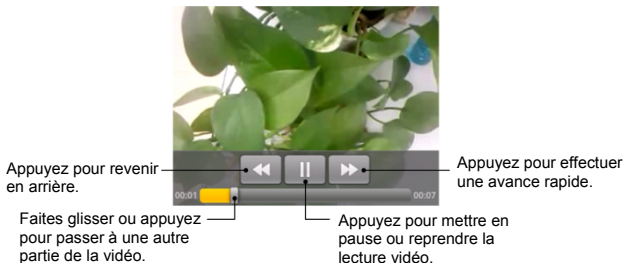 Appuyez pour revenir
en arrière.
Appuyez pour effectuer
une avance rapide.
00:01
00:07
Faites glisser ou appuyez
pour passer à une autre
partie de la vidéo.
Appuyez pour mettre en
pause ou reprendre la
lecture vidéo.